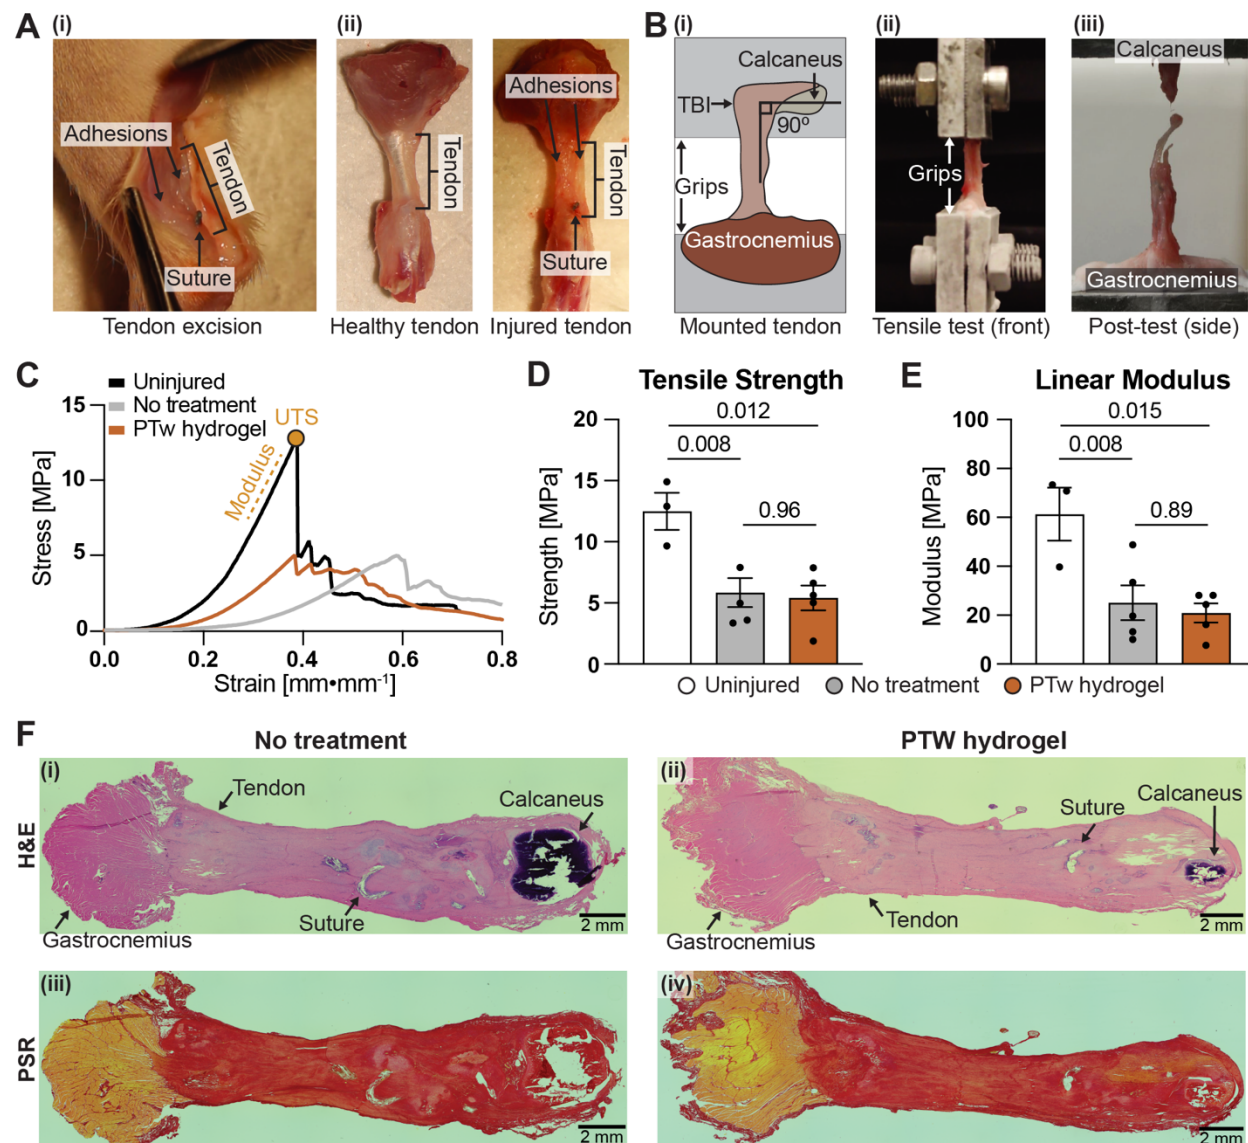 A
(i)
(ii)
Adhesions
Tendon
Suture
Tendon
Adhesions
Tendon
Suture
Tendon excision
Healthy tendon
Injured tendon
B
(i)
(ii)
(iii)
Calcaneus
TBI
90º
Grips
Gastrocnemius
Grips
Calcaneus
Gastrocnemius
Mounted tendon
Tensile test (front)
Post-test (side)
C
Uninjured
No treatment
PTw hydrogel
UTS
Modulus
Stress [MPa]
15
10
5
0
0.0
0.2
0.4
0.6
0.8
Strain [mm•mm⁻¹]
D
Tensile Strength
0.012
0.008
0.96
Strength [MPa]
20
15
10
5
0
E
Linear Modulus
0.015
0.008
0.89
Modulus [MPa]
100
80
60
40
20
0
Uninjured
No treatment
PTw hydrogel
F
No treatment
PTW hydrogel
H&E
(i)
Tendon
Calcaneus
Suture
Gastrocnemius
2 mm
(ii)
Suture
Calcaneus
Tendon
Gastrocnemius
2 mm
PSR
(iii)
2 mm
(iv)
2 mm